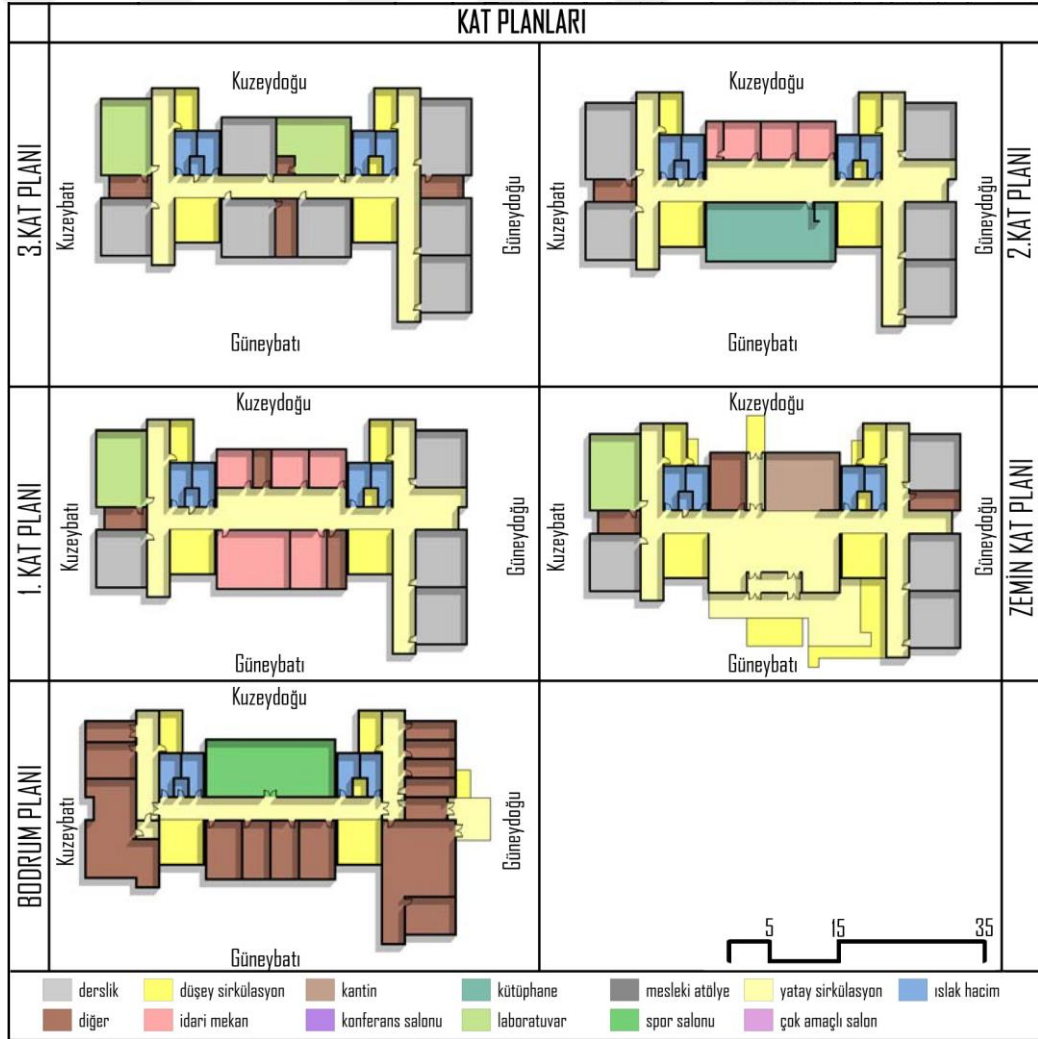 KAT PLANLARI
3.KAT PLANI
Kuzeydoğu
Kuzeybatı
Güneydoğu
Güneybatı
2.KAT PLANI
Kuzeydoğu
Kuzeybatı
Güneydoğu
Güneybatı
1. KAT PLANI
Kuzeydoğu
Kuzeybatı
Güneydoğu
Güneybatı
ZEMİN KAT PLANI
Kuzeydoğu
Kuzeybatı
Güneydoğu
Güneybatı
BODRUM PLANI
Kuzeydoğu
Kuzeybatı
Güneydoğu
Güneybatı
5 15 35
derslik düşey sirkülasyon kantin kütüphane mesleki atölye yatay sirkülasyon ıslak hacim
diğer idari mekan konferans salonu laboratuvar spor salonu çok amaçlı salon